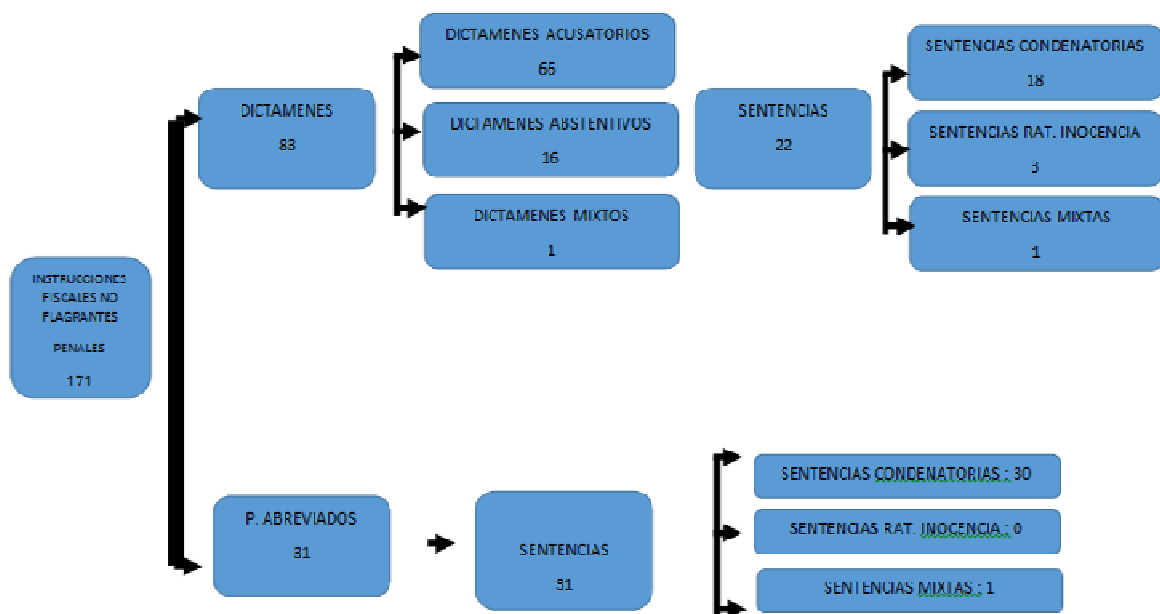 DICTAMENES ACUSATORIOS
66
SENTENCIAS CONDENATORIAS
18
DICTAMENES
83
DICTAMENES ABSTENTIVOS
16
SENTENCIAS
22
SENTENCIAS RAT. INOCENCIA
3
DICTAMENES MIXTOS
1
SENTENCIAS MIXTAS
1
INSTRUCCIONES
FISCALES NO
FLAGRANTES
PENALES
171
P. ABREVIADOS
31
SENTENCIAS
31
SENTENCIAS CONDENATORIAS : 30
SENTENCIAS RAT. INOCENCIA : 0
SENTENCIAS MIXTAS : 1